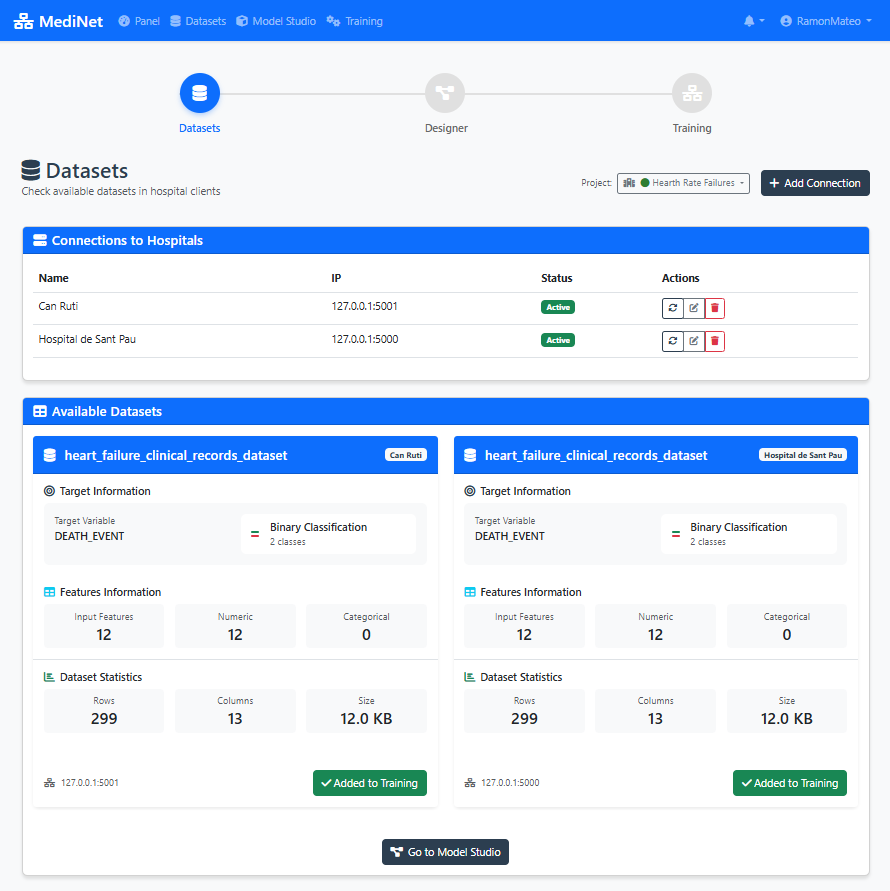 MediNet Panel Datasets Model Studio Training RamonMateo
Datasets Designer Training
Datasets
Check available datasets in hospital clients
Project: Hearth Rate Failures
Add Connection
Connections to Hospitals
Name IP Status Actions
Can Ruti 127.0.0.1:5001 Active
Hospital de Sant Pau 127.0.0.1:5000 Active
Available Datasets
heart_failure_clinical_records_dataset Can Ruti
Target Information
Target Variable
DEATH_EVENT
Binary Classification
2 classes
Features Information
Input Features Numeric Categorical
12 12 0
Dataset Statistics
Rows Columns Size
299 13 12.0 KB
127.0.0.1:5001 Added to Training
heart_failure_clinical_records_dataset Hospital de Sant Pau
Target Information
Target Variable
DEATH_EVENT
Binary Classification
2 classes
Features Information
Input Features Numeric Categorical
12 12 0
Dataset Statistics
Rows Columns Size
299 13 12.0 KB
127.0.0.1:5000 Added to Training
Go to Model Studio